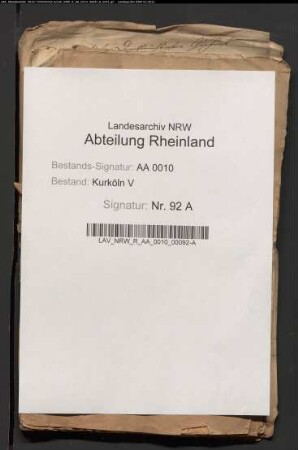 Landesarchiv NRW
Abteilung Rheinland
Bestands-Signatur: AA 0010
Bestand: Kurköln V
Signatur: Nr. 92 A
LAV_NRW_R_AA_0010_00092-A